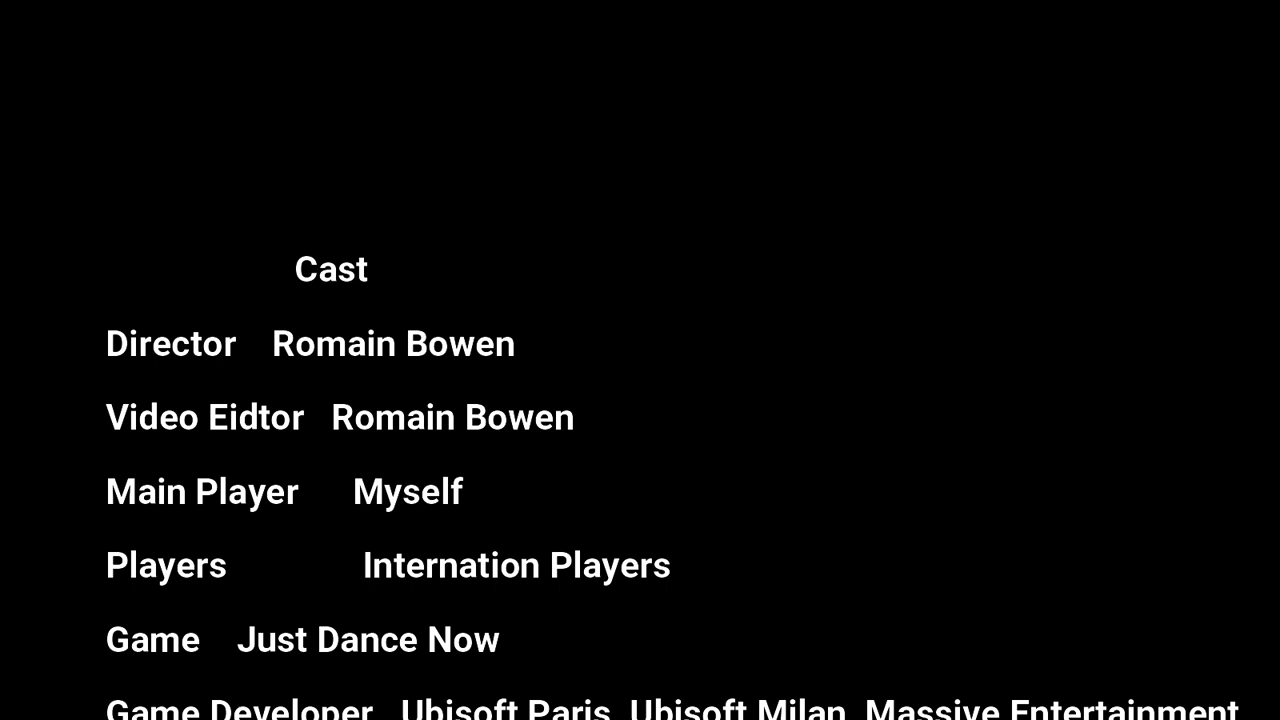 Cast
Director Romain Bowen
Video Eidtor Romain Bowen
Main Player Myself
Players Internation Players
Game Just Dance Now
Game Developer Ubisoft Paris, Ubisoft Milan, Massive Entertainment